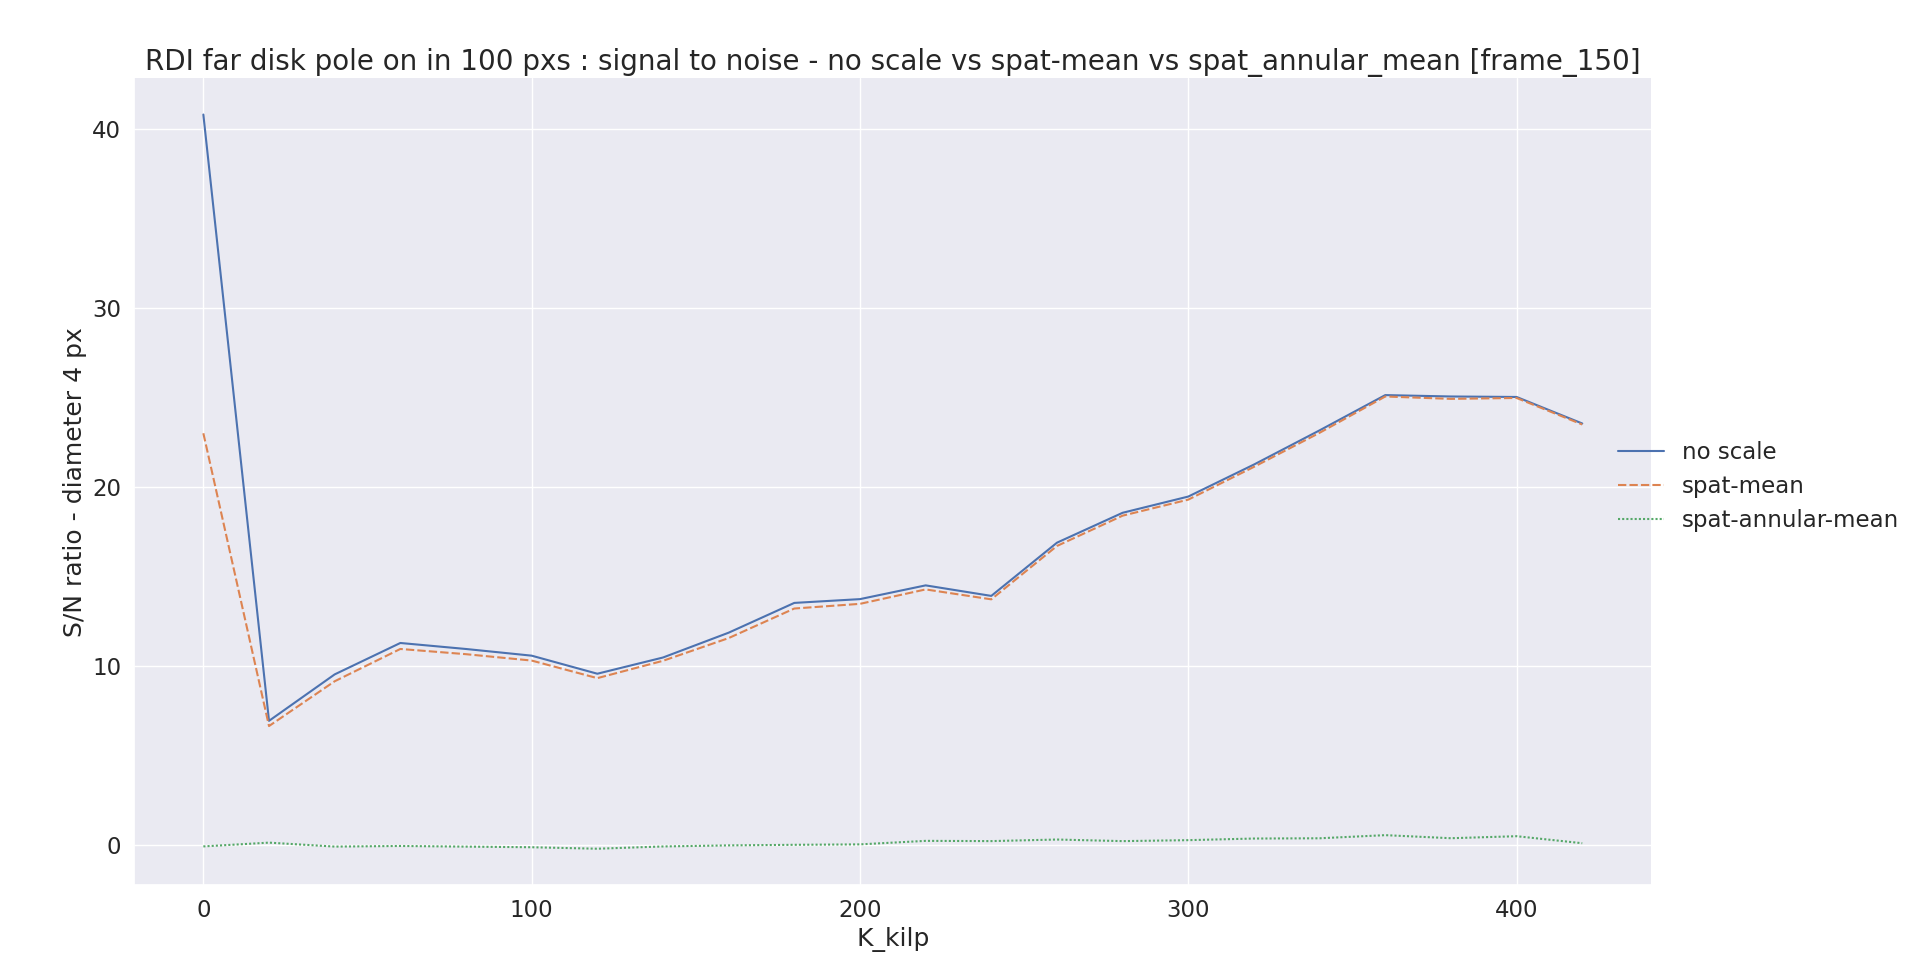 RDI far disk pole on in 100 pxs : signal to noise - no scale vs spat-mean vs spat_annular_mean [frame_150]
S/N ratio - diameter 4 px
40
30
20
10
0
no scale
spat-mean
spat-annular-mean
0 100 200 300 400
K_kilp